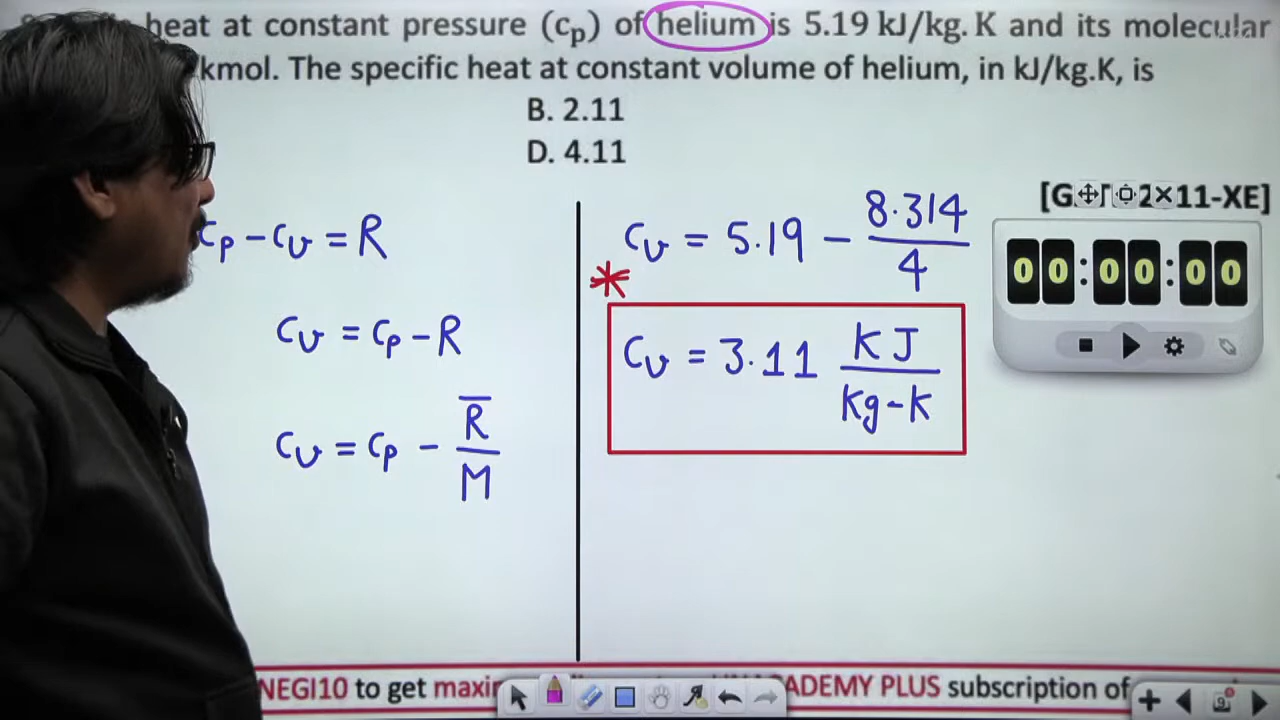 heat at constant pressure (cₚ) of helium is 5.19 kJ/kg. K and its molecular
/kmol. The specific heat at constant volume of helium, in kJ/kg.K, is
B. 2.11
D. 4.11
[G 2×11-XE]
cₚ − cᵥ = R
cᵥ = cₚ − R
cᵥ = cₚ − R̅/M
cᵥ = 5.19 − 8.314/4
*
cᵥ = 3.11 KJ/kg-k
00:00:00
NEGI10 to get ACADEMY PLUS subscription of
9